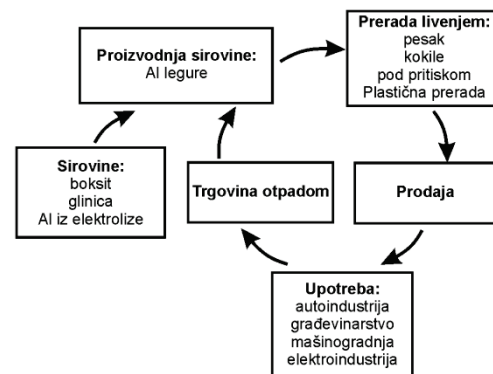 Proizvodnja sirovine:
Al legure
Prerada livenjem:
pesak
kokile
pod pritiskom
Plastična prerada
Sirovine:
boksit
glinica
Al iz elektrolize
Trgovina otpadom
Prodaja
Upotreba:
autoindustrija
građevinarstvo
mašinogradnja
elektroindustrija